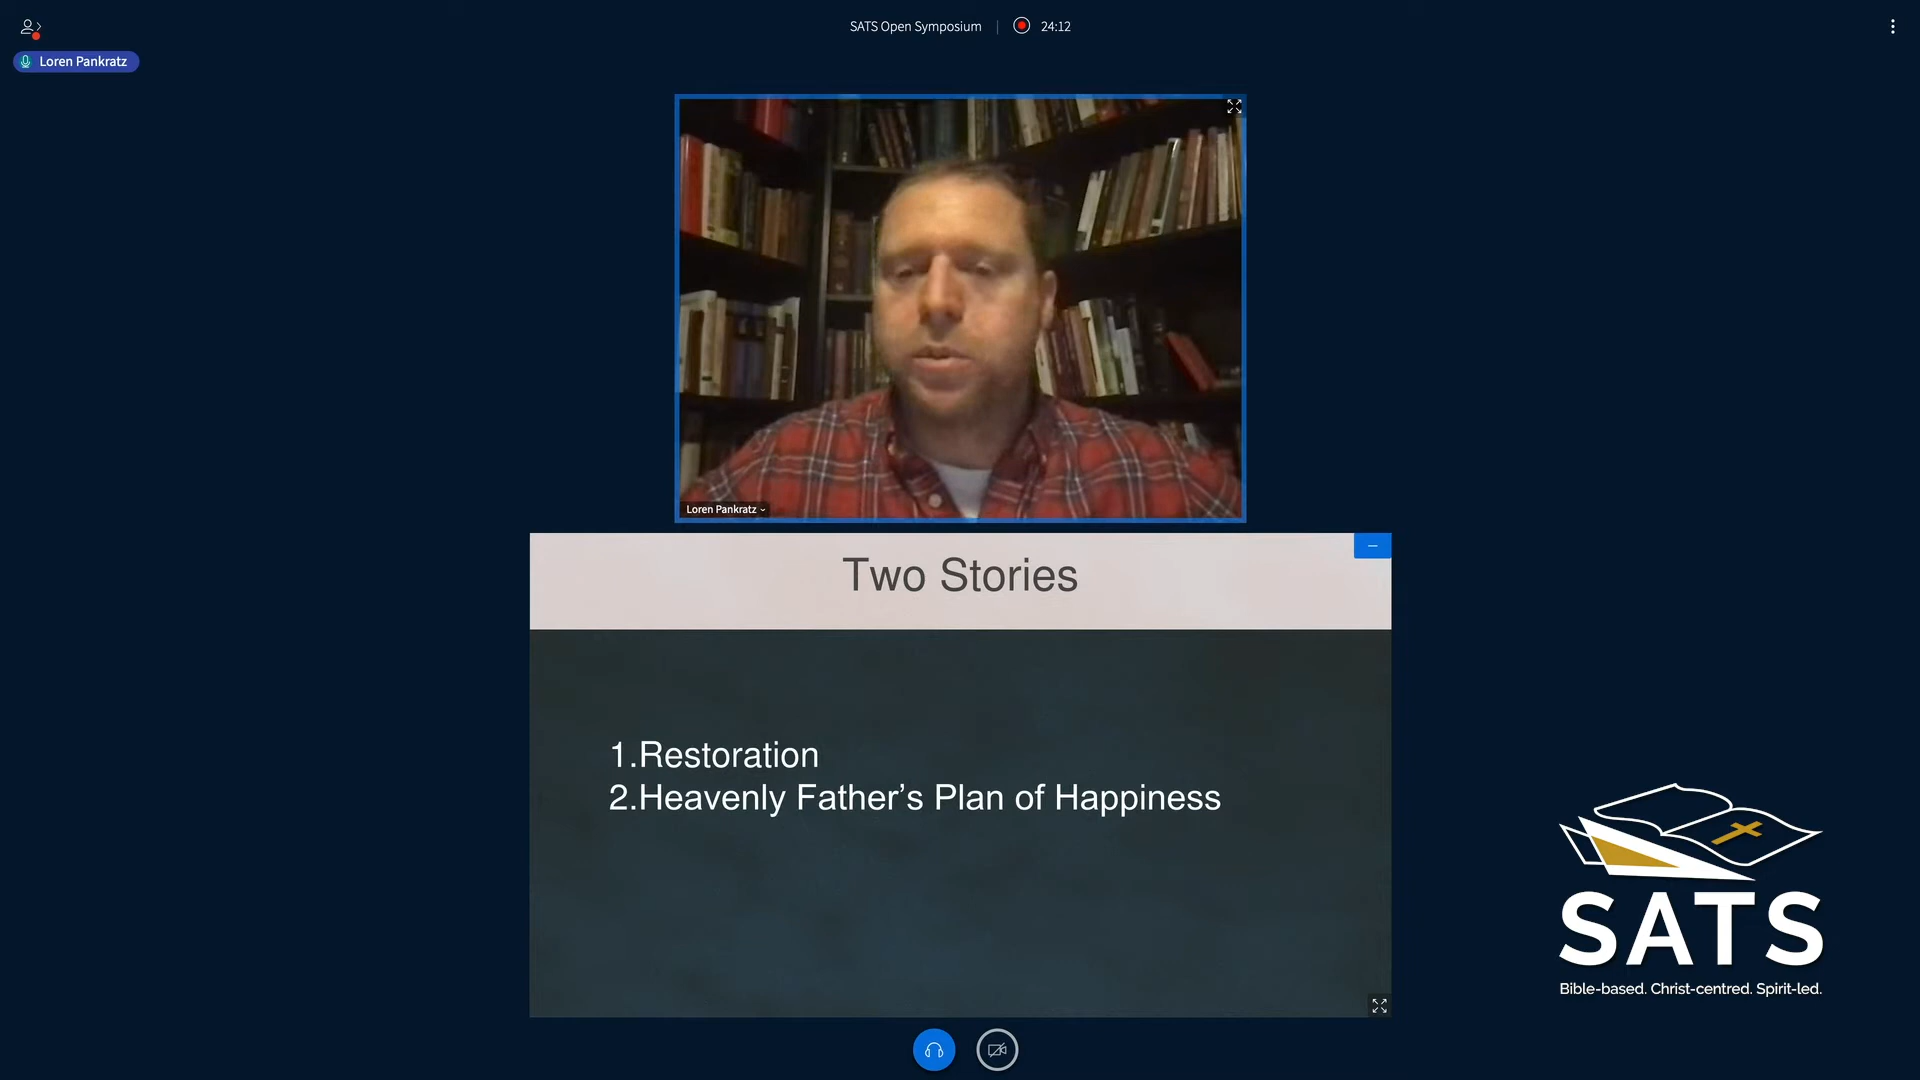 SATS Open Symposium
24:12
Loren Pankratz
Loren Pankratz
Two Stories
1.Restoration
2.Heavenly Father’s Plan of Happiness
SATS
Bible-based. Christ-centred. Spirit-led.